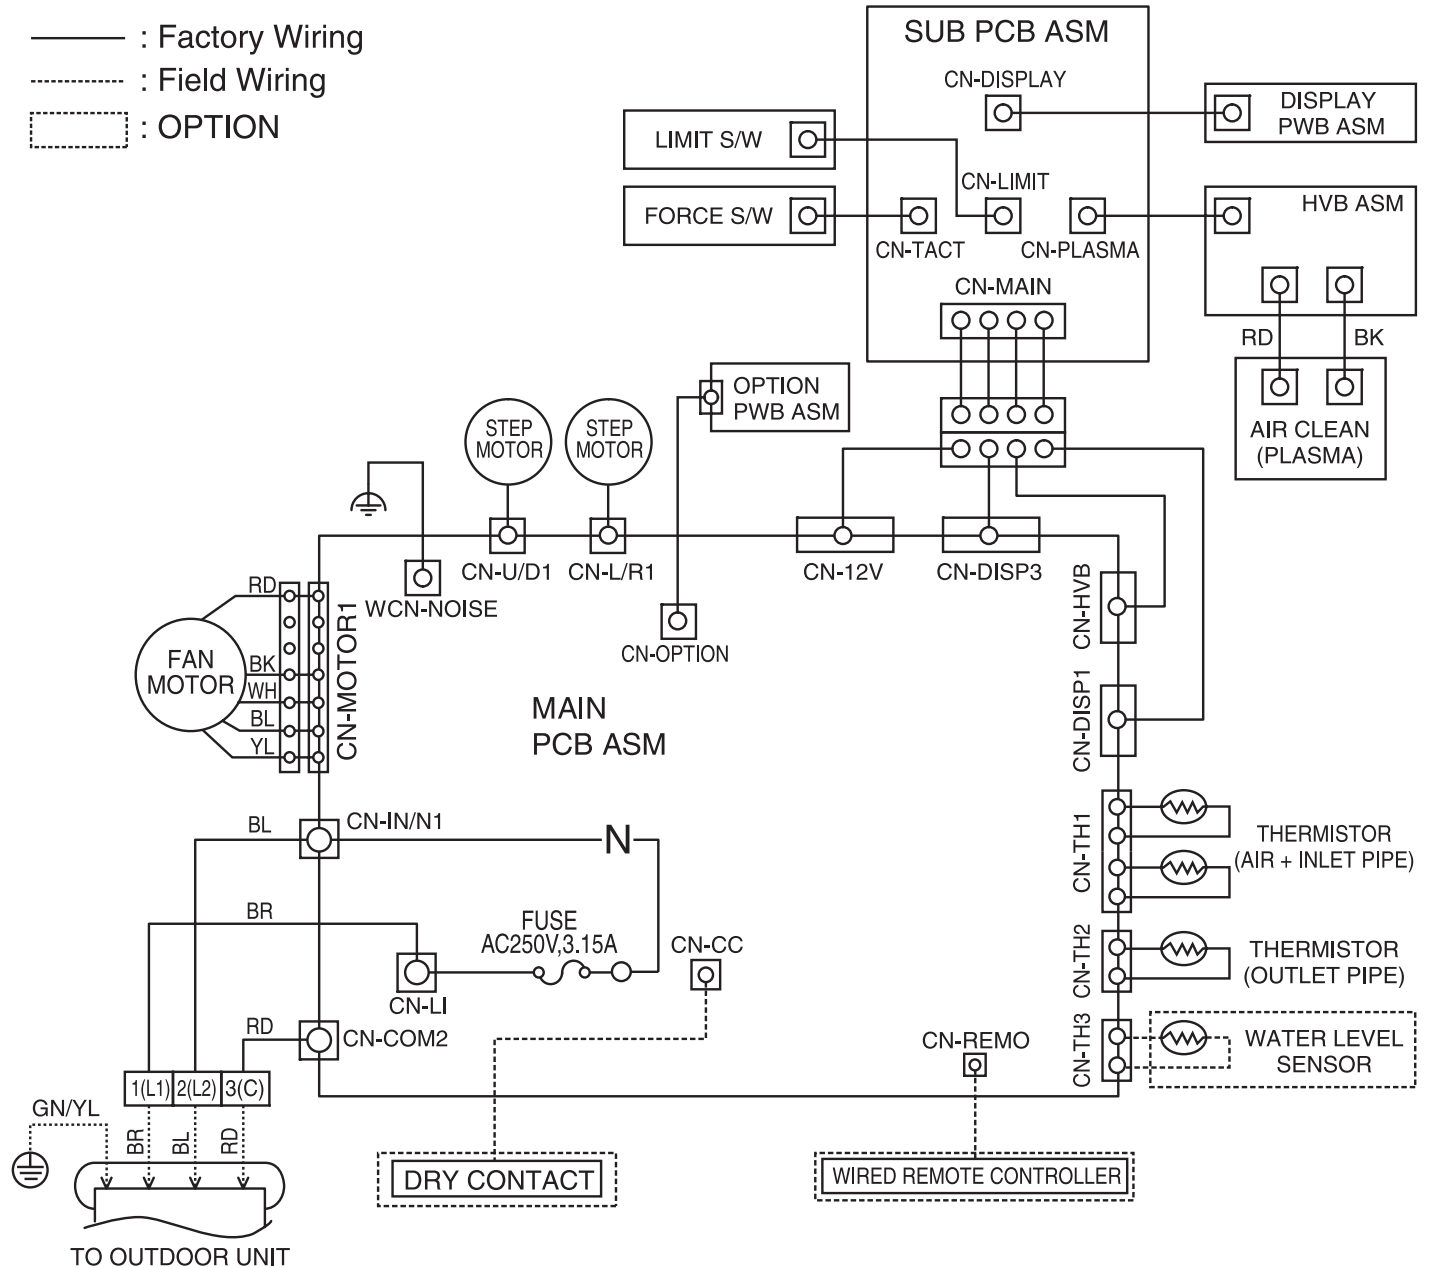 : Factory Wiring
: Field Wiring
: OPTION
SUB PCB ASM
CN-DISPLAY
DISPLAY
PWB ASM
LIMIT S/W
CN-LIMIT
FORCE S/W
CN-TACT
CN-PLASMA
HVB ASM
CN-MAIN
RD
BK
AIR CLEAN
(PLASMA)
OPTION
PWB ASM
STEP
MOTOR
STEP
MOTOR
CN-U/D1
CN-L/R1
CN-12V
CN-DISP3
WCN-NOISE
CN-OPTION
CN-HVB
CN-DISP1
RD
BK
WH
BL
YL
FAN
MOTOR
CN-MOTOR1
MAIN
PCB ASM
CN-IN/N1
BL
N
BR
FUSE
AC250V,3.15A
CN-CC
CN-LI
RD
CN-COM2
CN-REMO
CN-TH1
THERMISTOR
(AIR + INLET PIPE)
CN-TH2
THERMISTOR
(OUTLET PIPE)
CN-TH3
WATER LEVEL
SENSOR
1(L1)
2(L2)
3(C)
GN/YL
BR
BL
RD
DRY CONTACT
WIRED REMOTE CONTROLLER
TO OUTDOOR UNIT